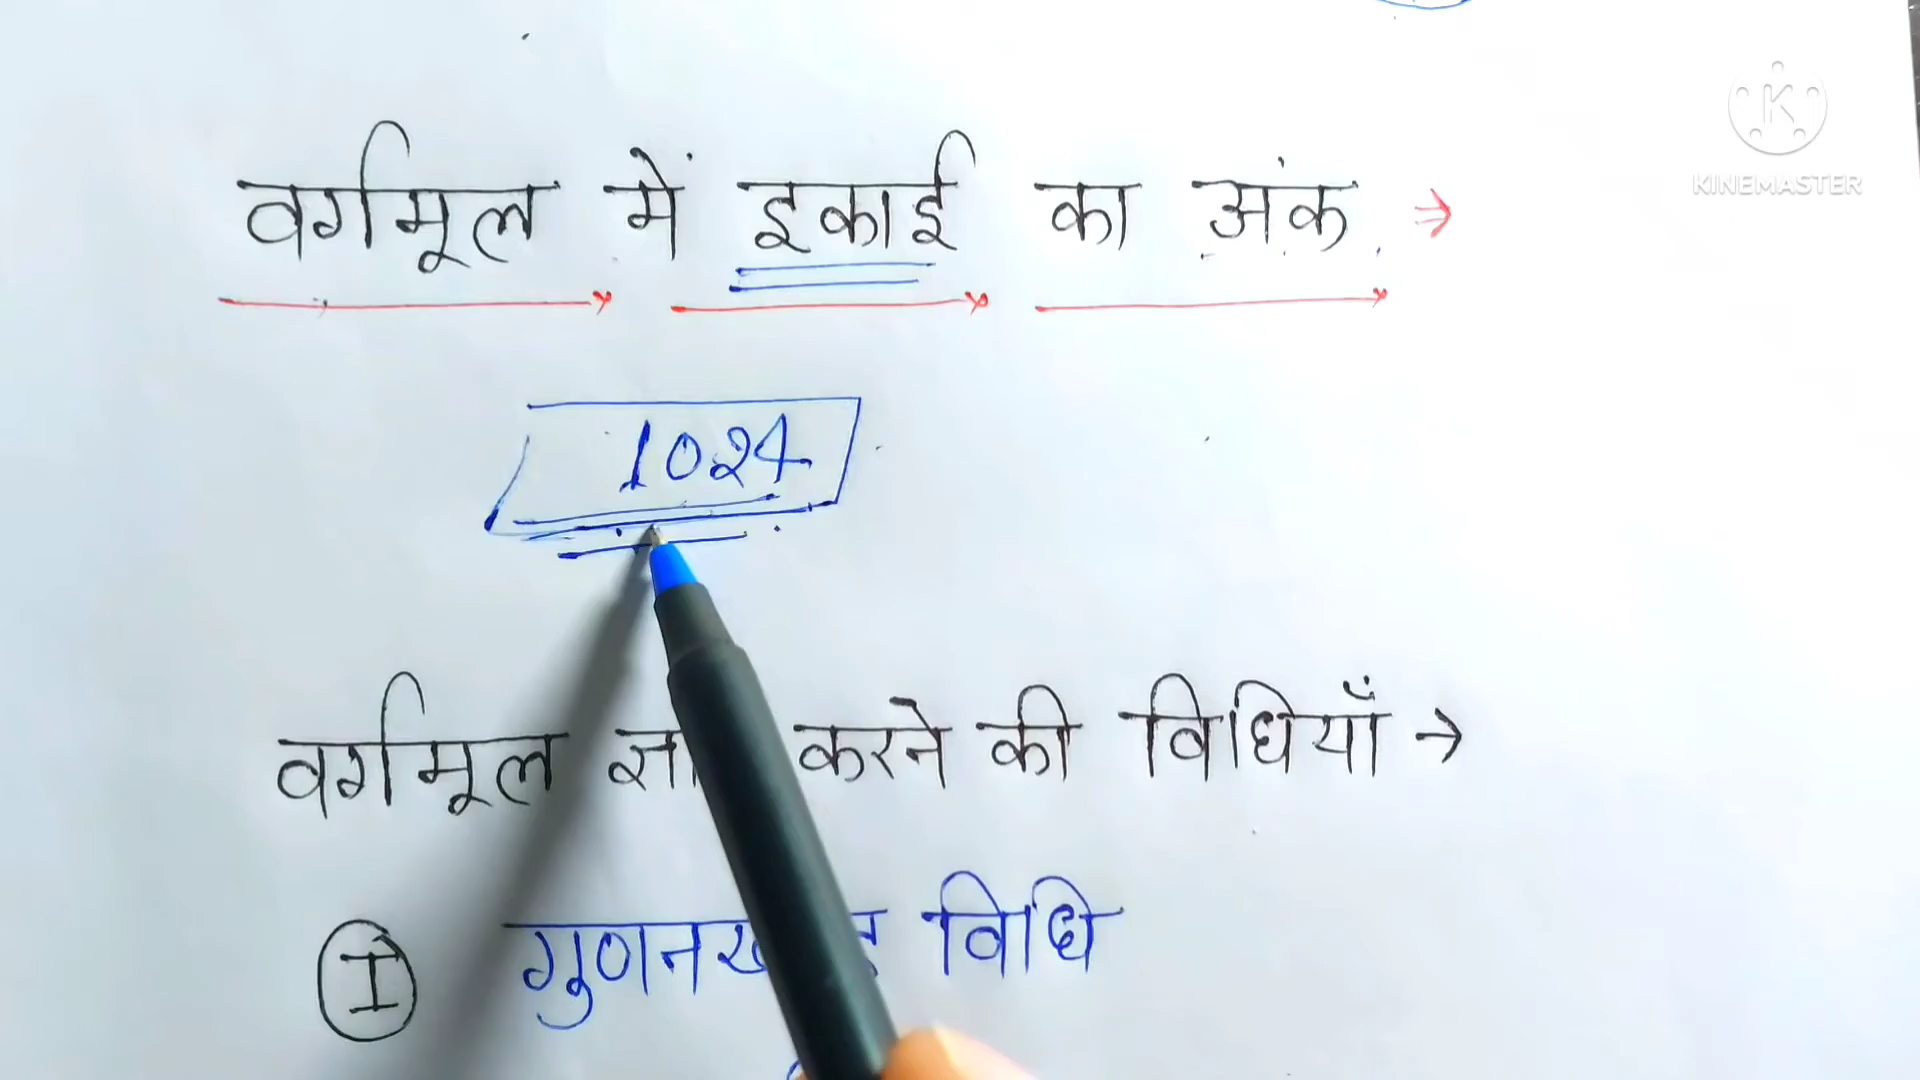 KINEMASTER
वर्गमूल में इकाई का अंक ⇒
1024
वर्गमूल करने की विधियाँ →
I विधि